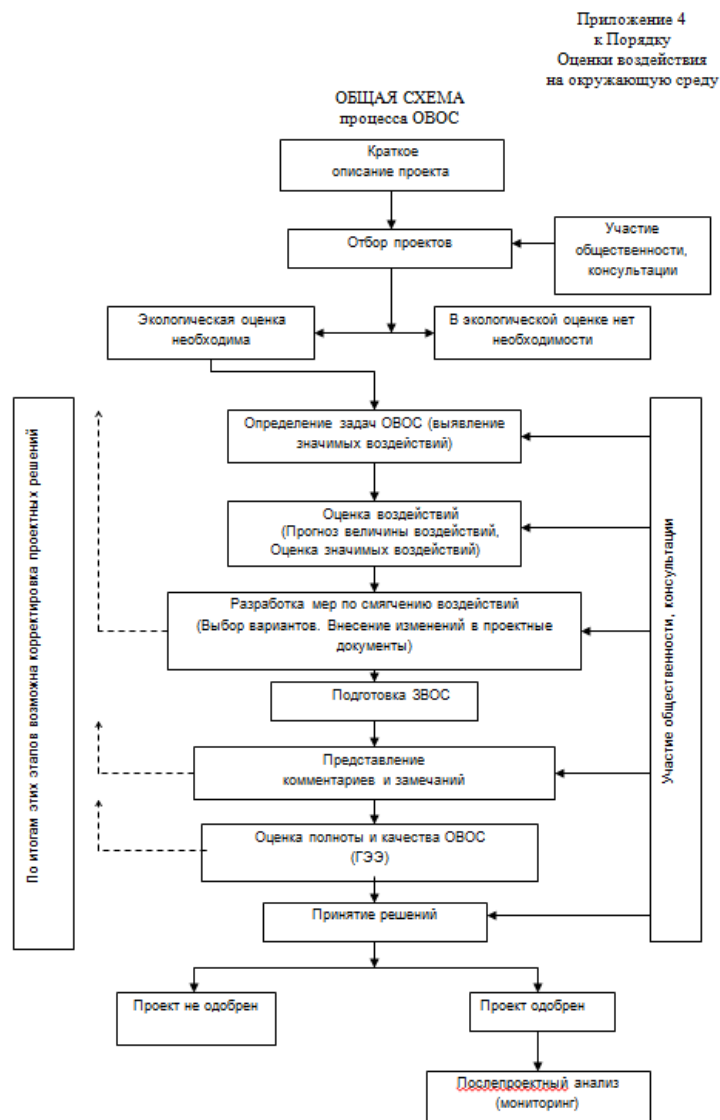 Приложение 4
к Порядку
Оценки воздействия
на окружающую среду
ОБЩАЯ СХЕМА
процесса ОВОС
Краткое
описание проекта
Отбор проектов
Участие
общественности,
консультации
Экологическая оценка
необходима
В экологической оценке нет
необходимости
По итогам этих этапов возможна корректировка проектных решений
Определение задач ОВОС (выявление
значимых воздействий)
Оценка воздействий
(Прогноз величины воздействий,
Оценка значимых воздействий)
Разработка мер по смягчению воздействий
(Выбор вариантов. Внесение изменений в проектные
документы)
Подготовка ЗВОС
Представление
комментариев и замечаний
Оценка полноты и качества ОВОС
(ГЭЭ)
Принятие решений
Участие общественности, консультации
Проект не одобрен
Проект одобрен
Послепроектный анализ
(мониторинг)